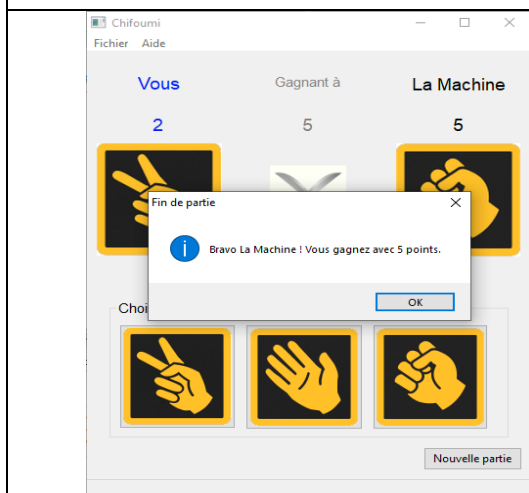 Chifoumi
Fichier Aide
Vous Gagnant à La Machine
2 5 5
Fin de partie
Bravo La Machine ! Vous gagnez avec 5 points.
OK
Choi
Nouvelle partie